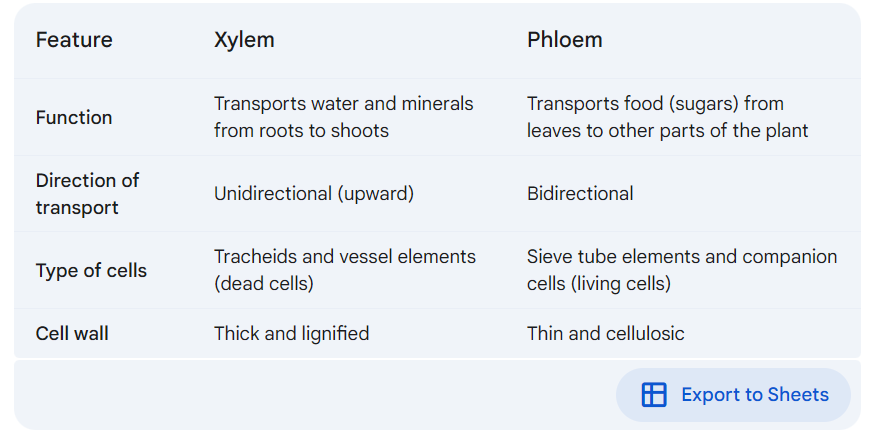 Feature Xylem Phloem
Function
Transports water and minerals
from roots to shoots
Transports food (sugars) from
leaves to other parts of the plant
Direction of
transport
Unidirectional (upward)
Bidirectional
Type of cells
Tracheids and vessel elements
(dead cells)
Sieve tube elements and companion
cells (living cells)
Cell wall
Thick and lignified
Thin and cellulosic
Export to Sheets